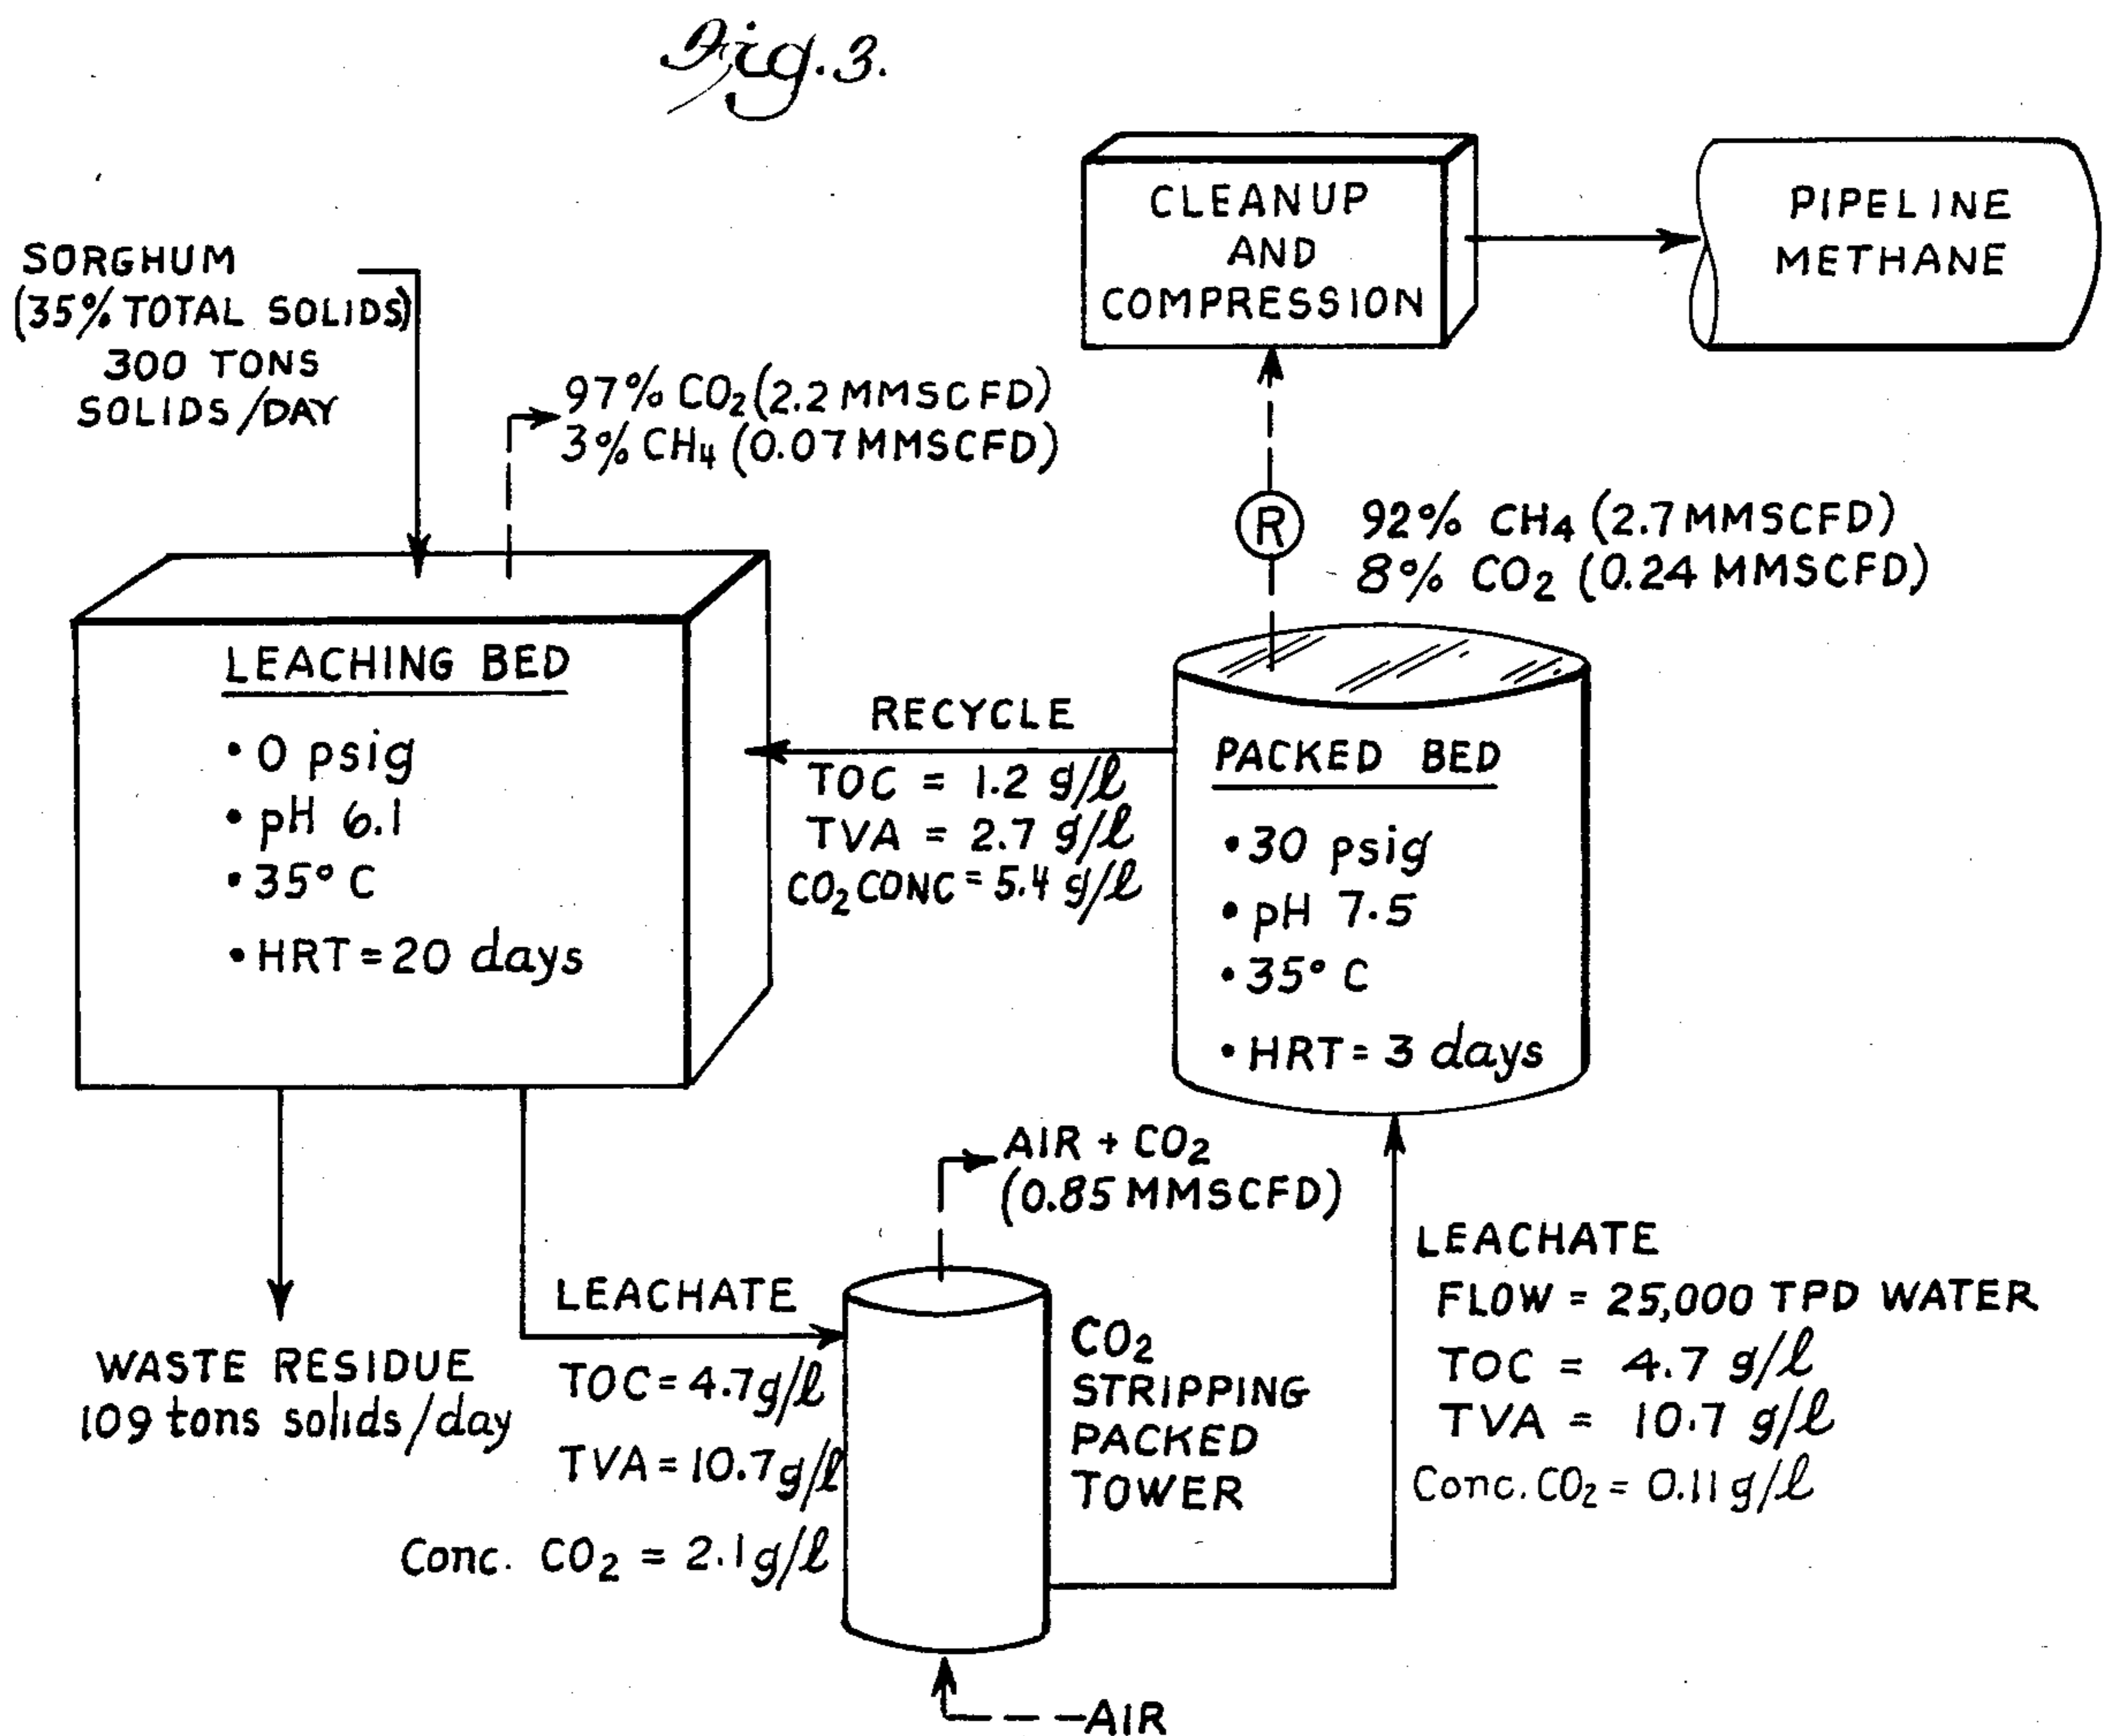 Fig. 3.
SORGHUM
(35% TOTAL SOLIDS)
300 TONS
SOLIDS/DAY
97% CO₂ (2.2 MMSCFD)
3% CH₄ (0.07 MMSCFD)
CLEANUP
AND
COMPRESSION
PIPELINE
METHANE
R
92% CH₄ (2.7 MMSCFD)
8% CO₂ (0.24 MMSCFD)
LEACHING BED
• 0 psig
• pH 6.1
• 35° C
• HRT = 20 days
RECYCLE
TOC = 1.2 g/l
TVA = 2.7 g/l
CO₂ CONC = 5.4 g/l
PACKED BED
• 30 psig
• pH 7.5
• 35° C
• HRT = 3 days
WASTE RESIDUE
109 tons solids/day
LEACHATE
TOC = 4.7 g/l
TVA = 10.7 g/l
Conc. CO₂ = 2.1 g/l
AIR + CO₂
(0.85 MMSCFD)
CO₂
STRIPPING
PACKED
TOWER
AIR
LEACHATE
FLOW = 25,000 TPD WATER
TOC = 4.7 g/l
TVA = 10.7 g/l
Conc. CO₂ = 0.11 g/l